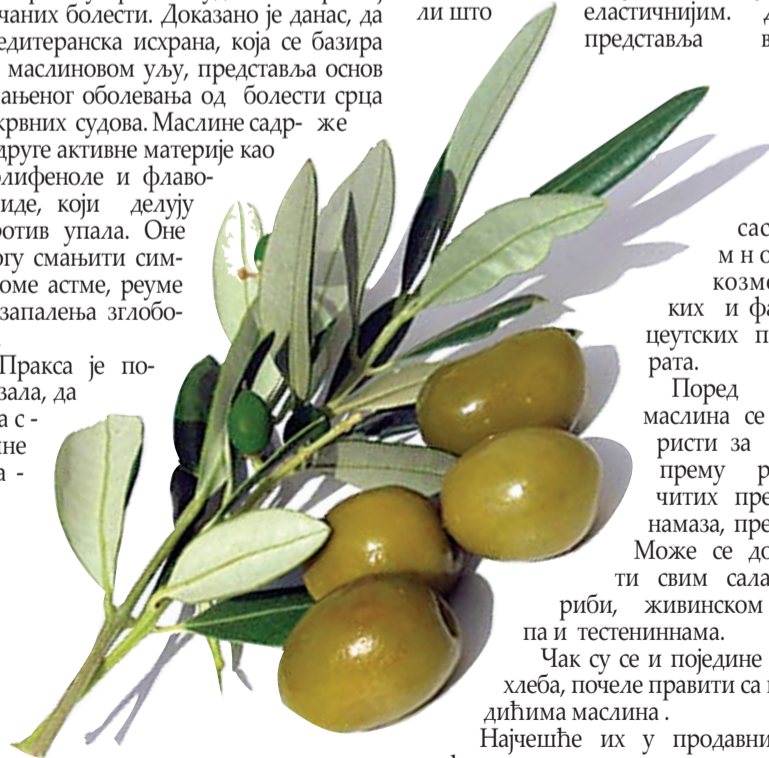 чаних болести. Доказано је данас, да
едитеранска исхрана, која се базира
маслиновом уљу, представља основ
ањеног оболевања од болести срца
крвних судова. Маслине садр- же
друге активне материје као
лифеноле и флаво-
иде, који делују
ротив упала. Оне
огу смањити сим-
оме астме, реуме
запалења зглобо-
Пракса је по-
зала, да
а с -
не
а -
ли што
еластичнијим.
представља в
сас
м н о
козме
ких и фа
цеутских п
рата.
Поред
маслина се
ристи за
прему р
читих пре
намаза, пре
Може се до
ти свим сала
риби, живинском
па и тестениннама.
Чак су се и поједине
хлеба, почеле правити са
дићима маслина .
Најчешће их у продавни